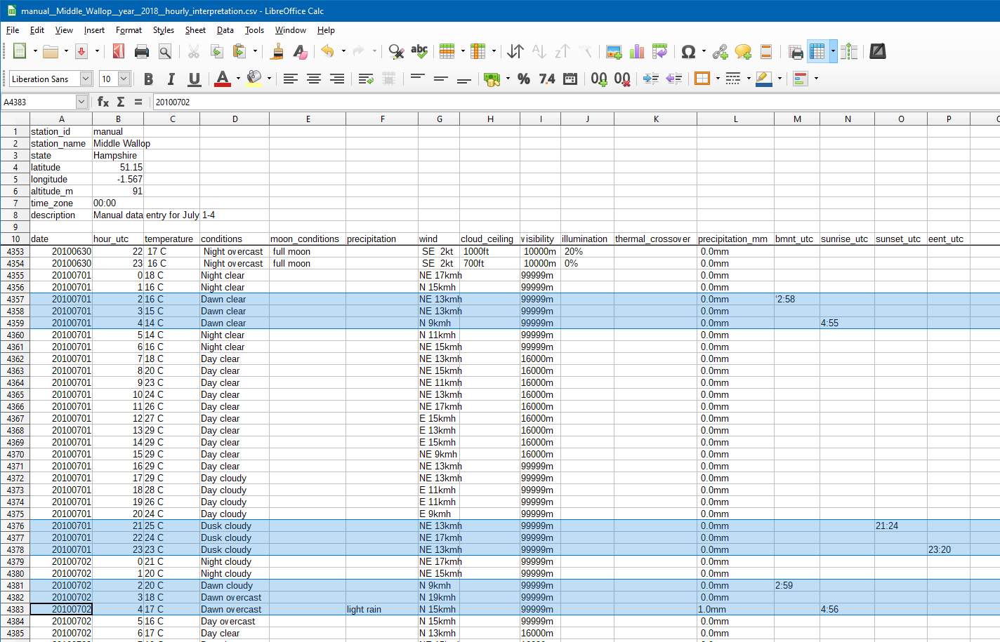 manual__Middle_Wallop__year__2018__hourly_interpretation.csv - LibreOffice Calc
File Edit View Insert Format Styles Sheet Data Tools Window Help
Liberation Sans 10
A4383 20100702
A B C D E F G H I J K L M N O P
1 station_id manual
2 station_name Middle Wallop
3 state Hampshire
4 latitude 51.15
5 longitude -1.567
6 altitude_m 91
7 time_zone 00:00
8 description Manual data entry for July 1-4
9
10 date hour_utc temperature conditions moon_conditions precipitation wind cloud_ceiling visibility illumination thermal_crossover precipitation_mm bmnt_utc sunrise_utc sunset_utc eent_utc
4353 20100630 22 17 C Night overcast full moon SE 2kt 1000ft 10000m 20% 0.0mm
4354 20100630 23 16 C Night overcast full moon SE 2kt 700ft 10000m 0% 0.0mm
4355 20100701 0 18 C Night clear NE 17kmh 99999m 0.0mm
4356 20100701 1 16 C Night clear N 15kmh 99999m 0.0mm
4357 20100701 2 16 C Dawn clear NE 13kmh 99999m 0.0mm '2:58
4358 20100701 3 15 C Dawn clear NE 13kmh 99999m 0.0mm
4359 20100701 4 14 C Dawn clear N 9kmh 99999m 0.0mm 4:55
4360 20100701 5 14 C Night clear N 11kmh 99999m 0.0mm
4361 20100701 6 16 C Night clear NE 15kmh 99999m 0.0mm
4362 20100701 7 18 C Day clear NE 13kmh 16000m 0.0mm
4363 20100701 8 20 C Day clear NE 15kmh 16000m 0.0mm
4364 20100701 9 23 C Day clear NE 11kmh 16000m 0.0mm
4365 20100701 10 24 C Day clear NE 13kmh 16000m 0.0mm
4366 20100701 11 26 C Day clear NE 17kmh 16000m 0.0mm
4367 20100701 12 27 C Day clear E 15kmh 16000m 0.0mm
4368 20100701 13 29 C Day clear E 13kmh 16000m 0.0mm
4369 20100701 14 29 C Day clear E 15kmh 16000m 0.0mm
4370 20100701 15 29 C Day clear NE 9kmh 16000m 0.0mm
4371 20100701 16 29 C Day clear NE 13kmh 99999m 0.0mm
4372 20100701 17 29 C Day cloudy NE 13kmh 99999m 0.0mm
4373 20100701 18 28 C Day cloudy E 11kmh 99999m 0.0mm
4374 20100701 19 26 C Day cloudy E 11kmh 99999m 0.0mm
4375 20100701 20 24 C Day cloudy E 9kmh 99999m 0.0mm
4376 20100701 21 25 C Dusk cloudy NE 13kmh 99999m 0.0mm 21:24
4377 20100701 22 24 C Dusk cloudy NE 17kmh 99999m 0.0mm
4378 20100701 23 23 C Dusk cloudy NE 13kmh 99999m 0.0mm 23:20
4379 20100702 0 21 C Night cloudy NE 17kmh 99999m 0.0mm
4380 20100702 1 20 C Night cloudy NE 15kmh 99999m 0.0mm
4381 20100702 2 20 C Dawn cloudy N 9kmh 99999m 0.0mm 2:59
4382 20100702 3 18 C Dawn overcast N 19kmh 99999m 0.0mm
4383 20100702 4 17 C Dawn overcast light rain N 15kmh 99999m 1.0mm 4:56
4384 20100702 5 16 C Day overcast N 15kmh 99999m 0.0mm
4385 20100702 6 17 C Day clear N 13kmh 16000m 0.0mm